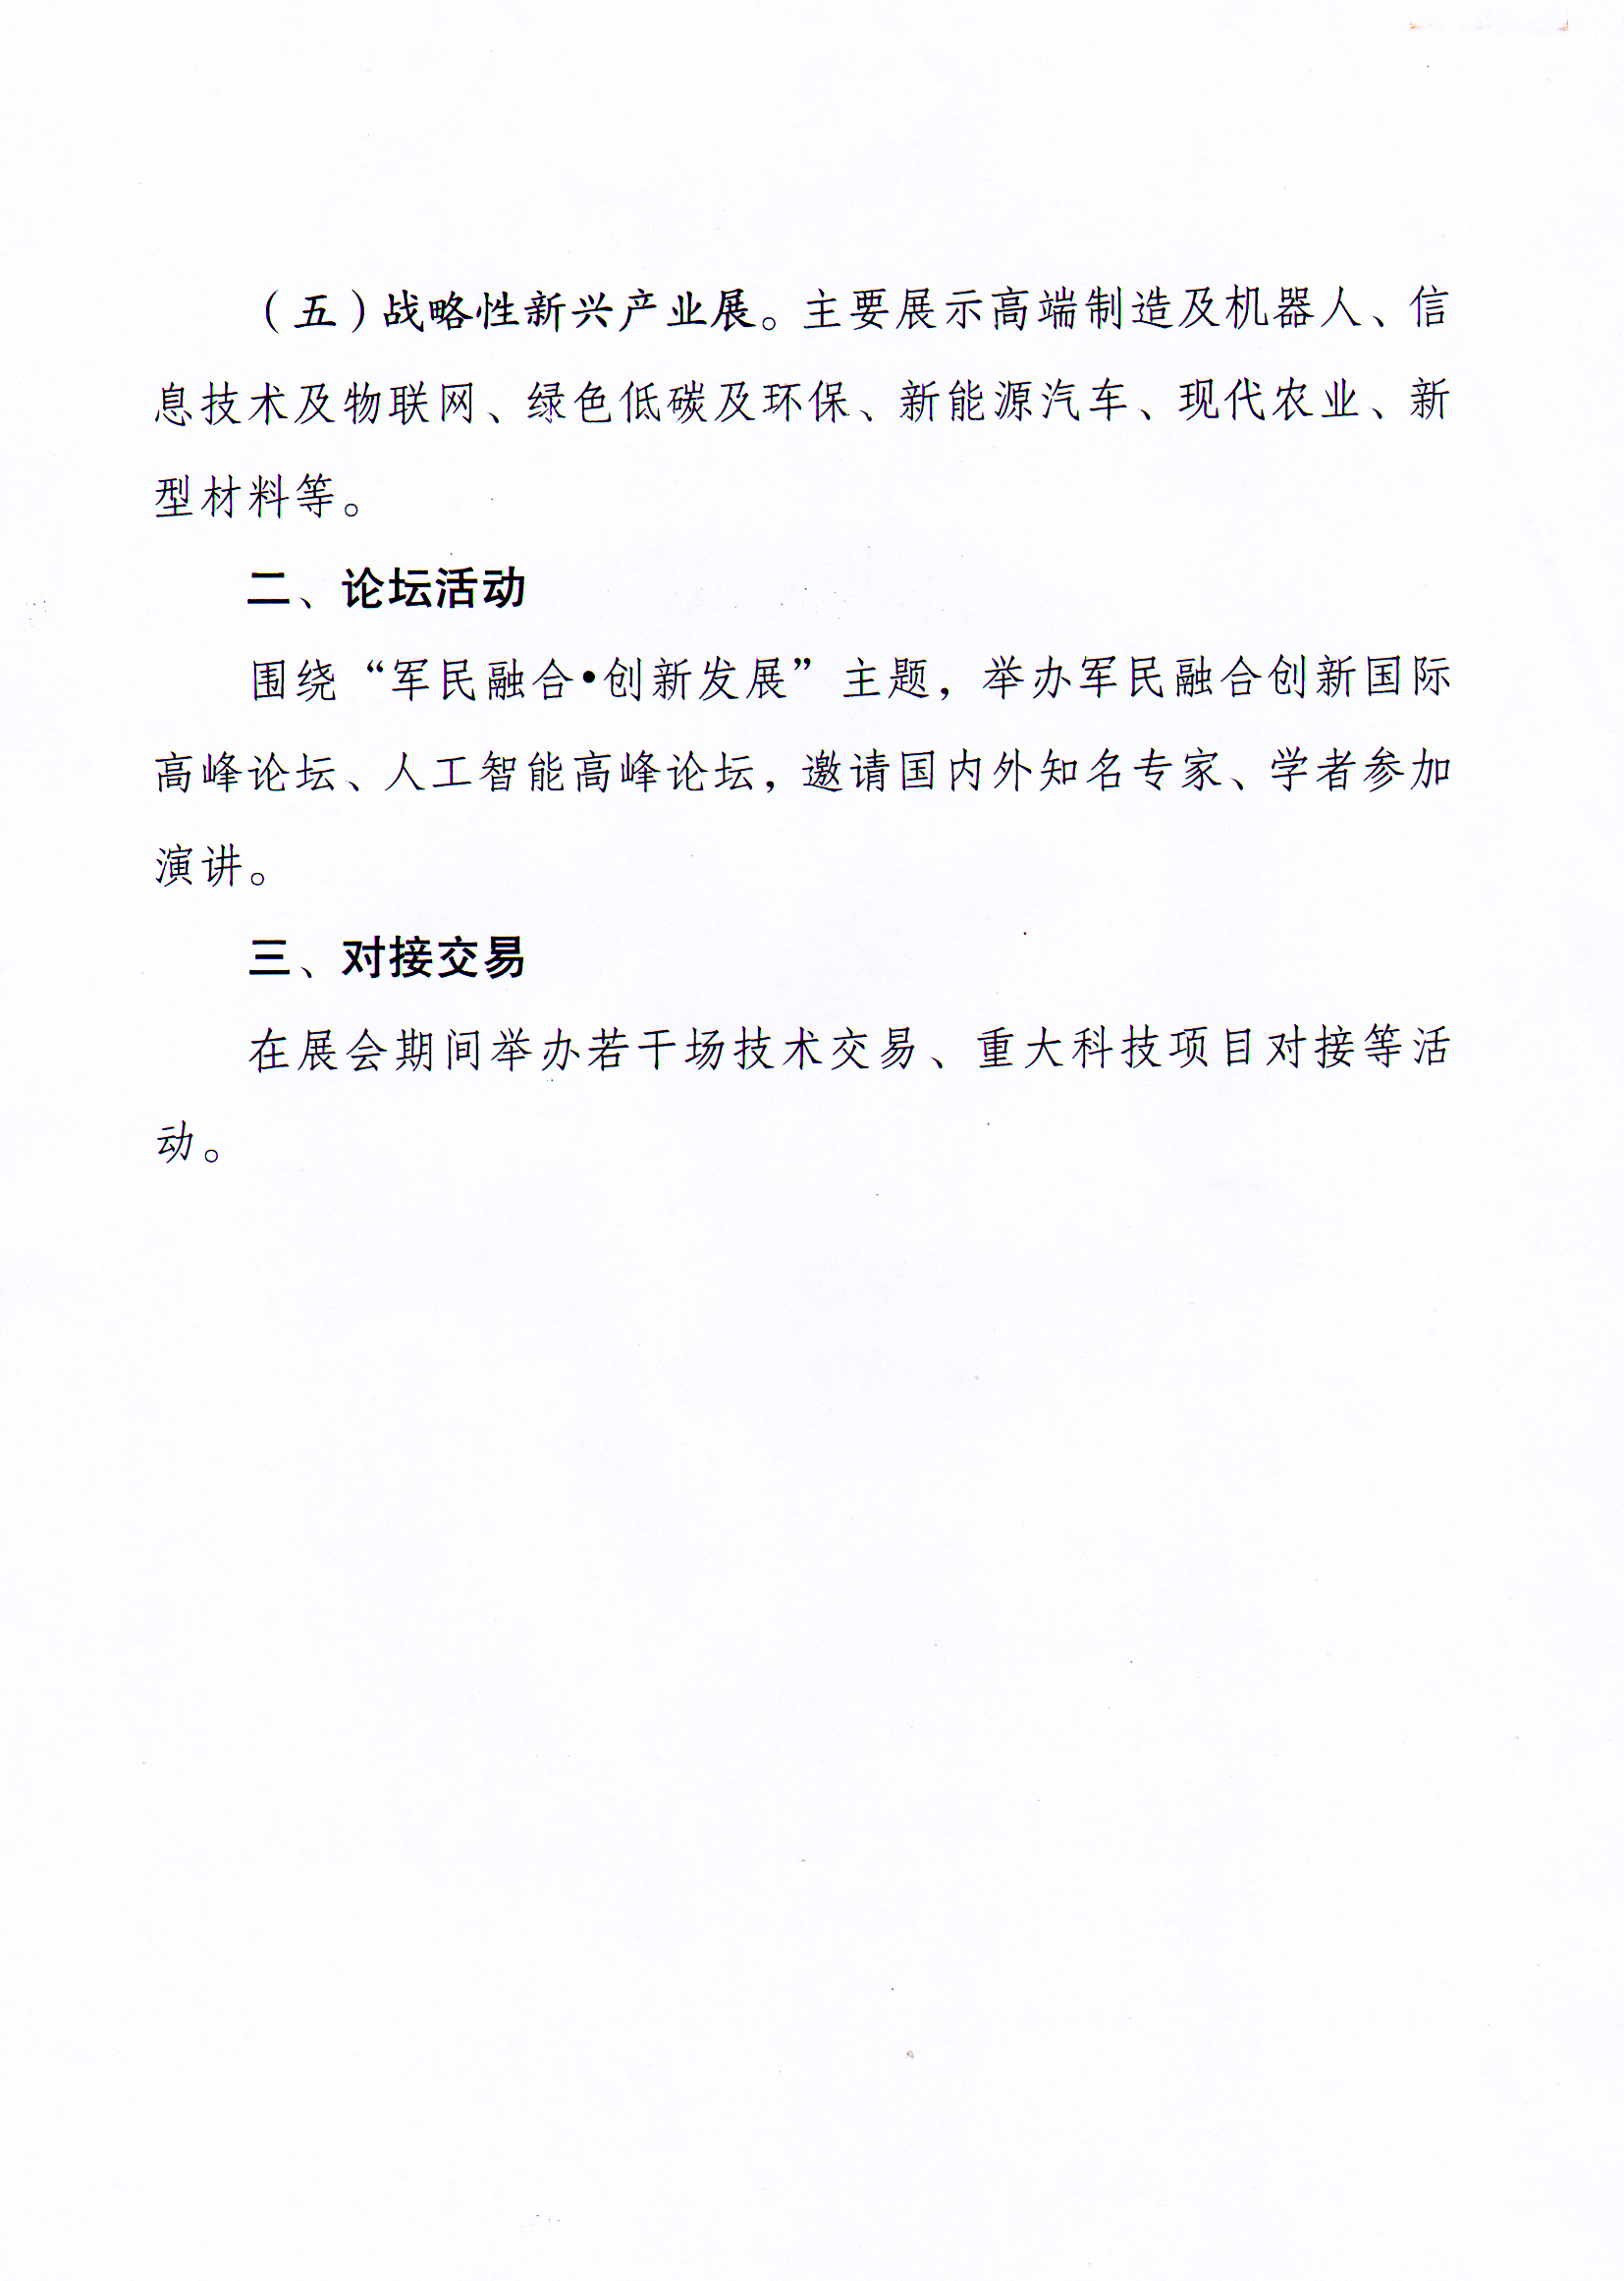 （五）战略性新兴产业展。主要展示高端制造及机器人、信
息技术及物联网、绿色低碳及环保、新能源汽车、现代农业、新
型材料等。
二、论坛活动
围绕“军民融合•创新发展”主题，举办军民融合创新国际
高峰论坛、人工智能高峰论坛，邀请国内外知名专家、学者参加
演讲。
三、对接交易
在展会期间举办若干场技术交易、重大科技项目对接等活
动。